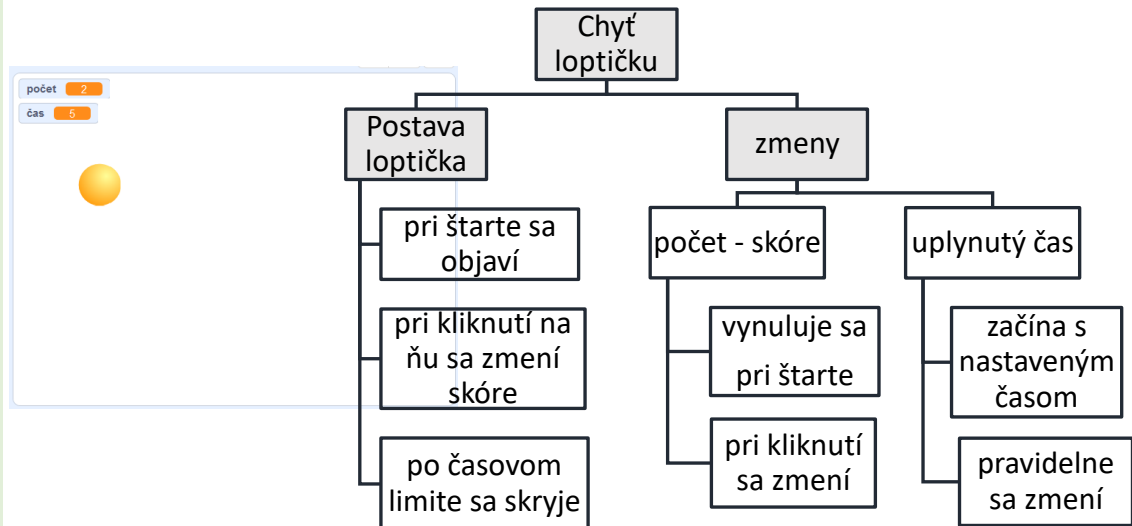 Chyť
loptičku
počet 2
čas 5
Postava
loptička
zmeny
pri štarte sa
objaví
počet - skóre
uplynutý čas
pri kliknutí na
ňu sa zmení
skóre
vynuluje sa
pri štarte
začína s
nastaveným
časom
po časovom
limite sa skryje
pri kliknutí
sa zmení
pravidelne
sa zmení